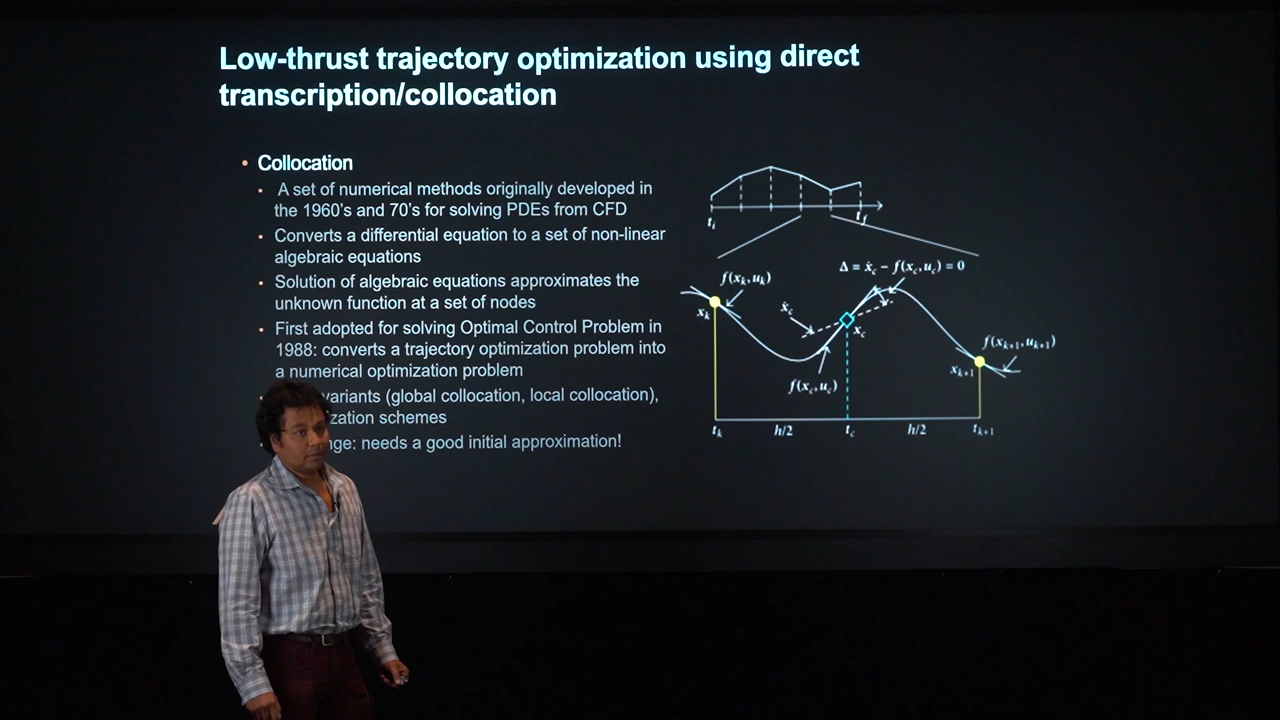 Low-thrust trajectory optimization using direct
transcription/collocation
• Collocation
• A set of numerical methods originally developed in
the 1960's and 70's for solving PDEs from CFD
• Converts a differential equation to a set of non-linear
algebraic equations
• Solution of algebraic equations approximates the
unknown function at a set of nodes
• First adopted for solving Optimal Control Problem in
1988: converts a trajectory optimization problem into
a numerical optimization problem
variants (global collocation, local collocation),
schemes
needs a good initial approximation!
tᵢ
t_f
Δ = ẋ_c − f(x_c, u_c) = 0
f(x_k, u_k)
x_k
ẋ_c
x_c
f(x_c, u_c)
f(x_{k+1}, u_{k+1})
x_{k+1}
t_k h/2 t_c h/2 t_{k+1}